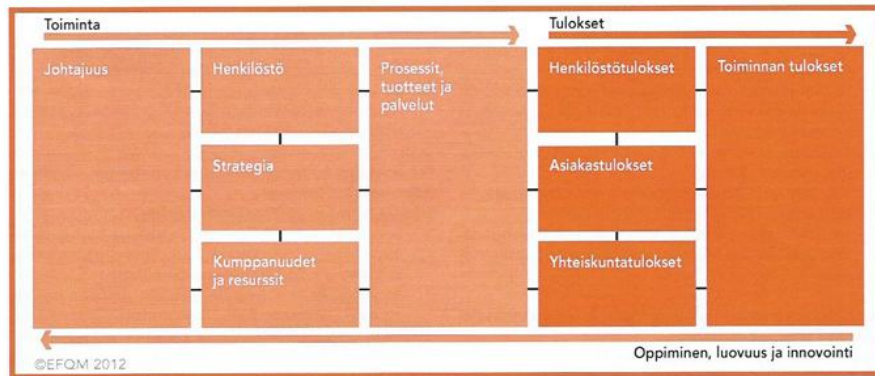 Toiminta
Tulokset
Johtajuus
Henkilöstö
Prosessit,
tuotteet ja
palvelut
Henkilöstötulokset
Toiminnan tulokset
Strategia
Asiakastulokset
Kumppanuudet
ja resurssit
Yhteiskuntatulokset
©EFQM 2012
Oppiminen, luovuus ja innovointi